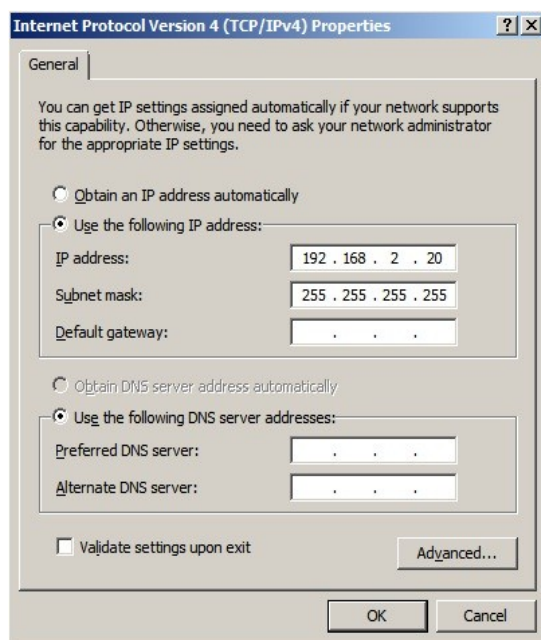 Internet Protocol Version 4 (TCP/IPv4) Properties
General
You can get IP settings assigned automatically if your network supports
this capability. Otherwise, you need to ask your network administrator
for the appropriate IP settings.
Obtain an IP address automatically
Use the following IP address:
IP address: 192 . 168 . 2 . 20
Subnet mask: 255 . 255 . 255 . 255
Default gateway: . . .
Obtain DNS server address automatically
Use the following DNS server addresses:
Preferred DNS server: . . .
Alternate DNS server: . . .
Validate settings upon exit
Advanced...
OK Cancel